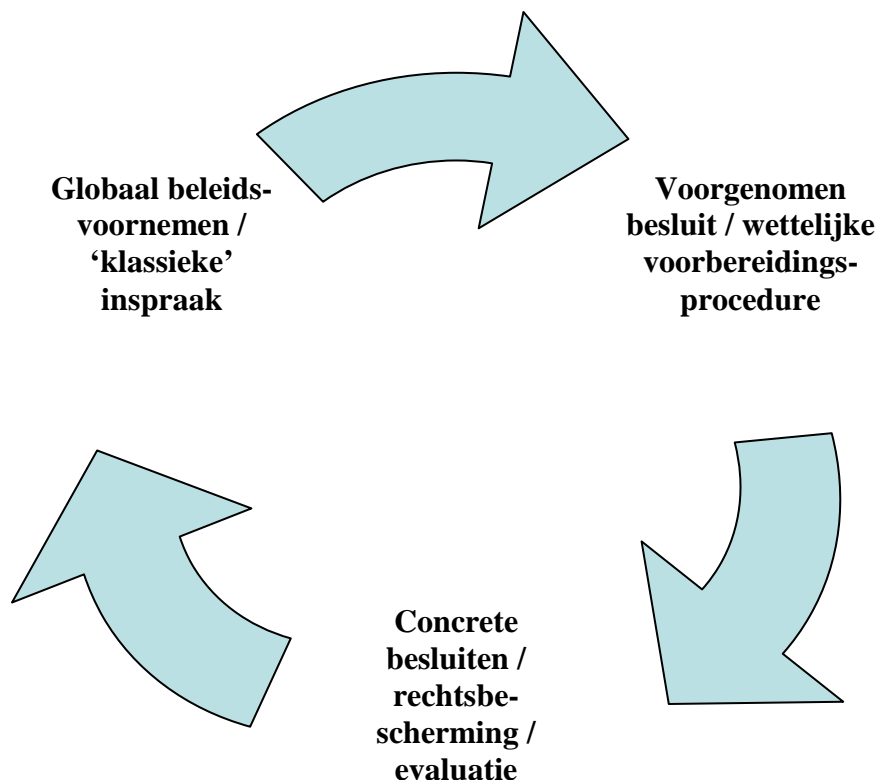 Globaal beleids-
voornemen /
‘klassieke’
inspraak
Voorgenomen
besluit / wettelijke
voorbereidings-
procedure
Concrete
besluiten /
rechtsbe-
scherming /
evaluatie